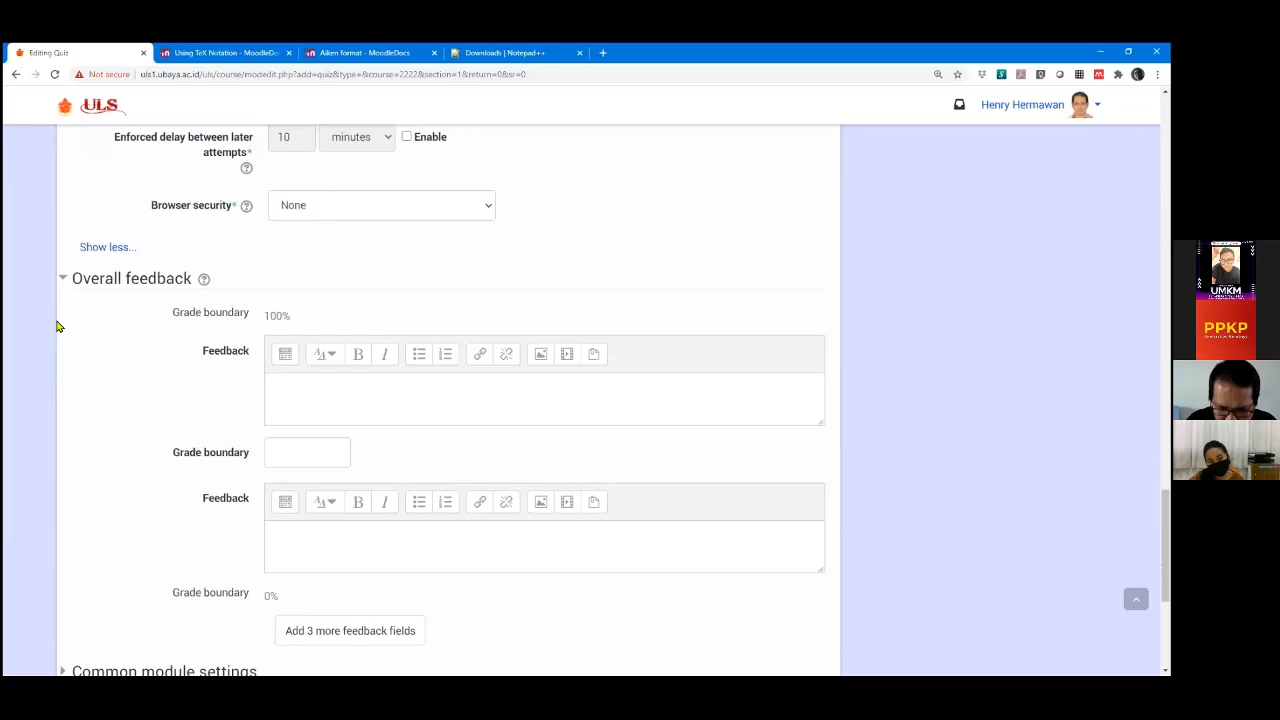 Editing Quiz
Using TeX Notation - MoodleDo
Aiken format - MoodleDocs
Downloads | Notepad++
Not secure
uls1.ubaya.ac.id/uls/course/modedit.php?add=quiz&type=&course=2222&section=1&return=0&sr=0
ULS
Henry Hermawan
Enforced delay between later
attempts*
10
minutes
Enable
Browser security*
None
Show less...
Overall feedback
Grade boundary
100%
Feedback
Grade boundary
Feedback
Grade boundary
0%
Add 3 more feedback fields
Common module settings
UMKM
PPKP